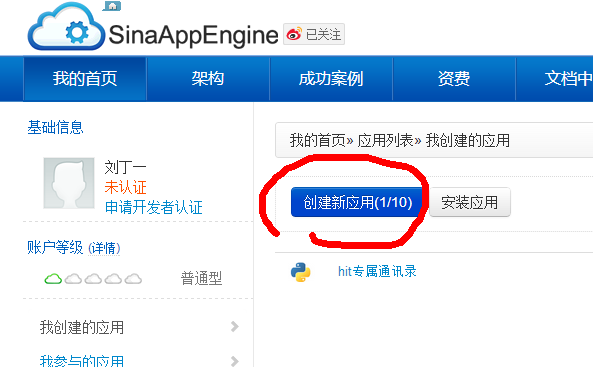 SinaAppEngine 已关注
我的首页 架构 成功案例 资费 文档中
基础信息
刘丁一
未认证
申请开发者认证
账户等级 (详情)
普通型
我创建的应用
我参与的应用
我的首页» 应用列表» 我创建的应用
创建新应用(1/10) 安装应用
hit专属通讯录